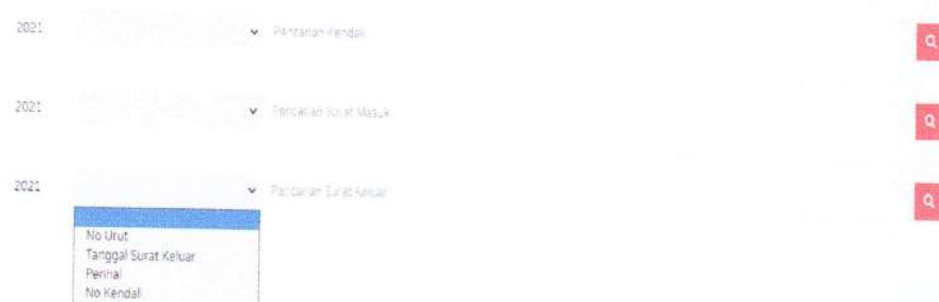 2021 Pencarian Kendali
2021 Pencarian Surat Masuk
2021 Pencarian Surat Keluar
No Urut
Tanggal Surat Keluar
Perihal
No Kendali